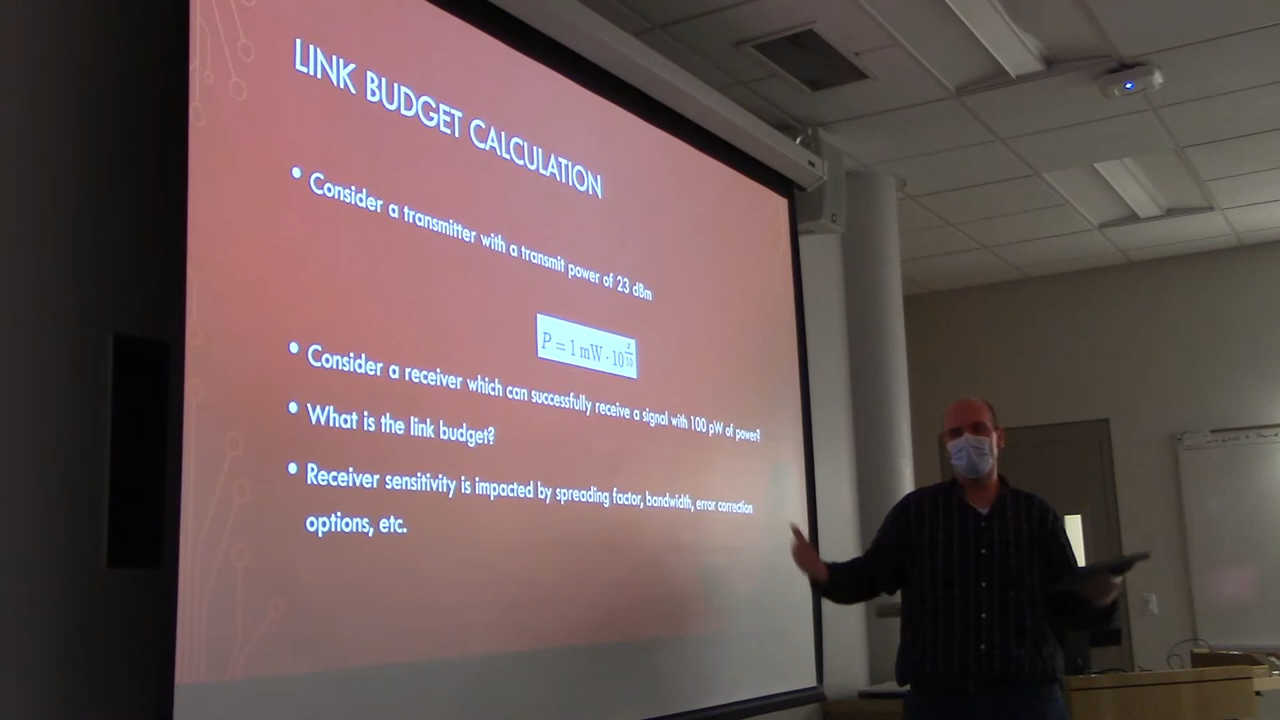 LINK BUDGET CALCULATION
• Consider a transmitter with a transmit power of 23 dBm
P = 1 mW · 10^(x/10)
• Consider a receiver which can successfully receive a signal with 100 pW of power?
• What is the link budget?
• Receiver sensitivity is impacted by spreading factor, bandwidth, error correction
options, etc.